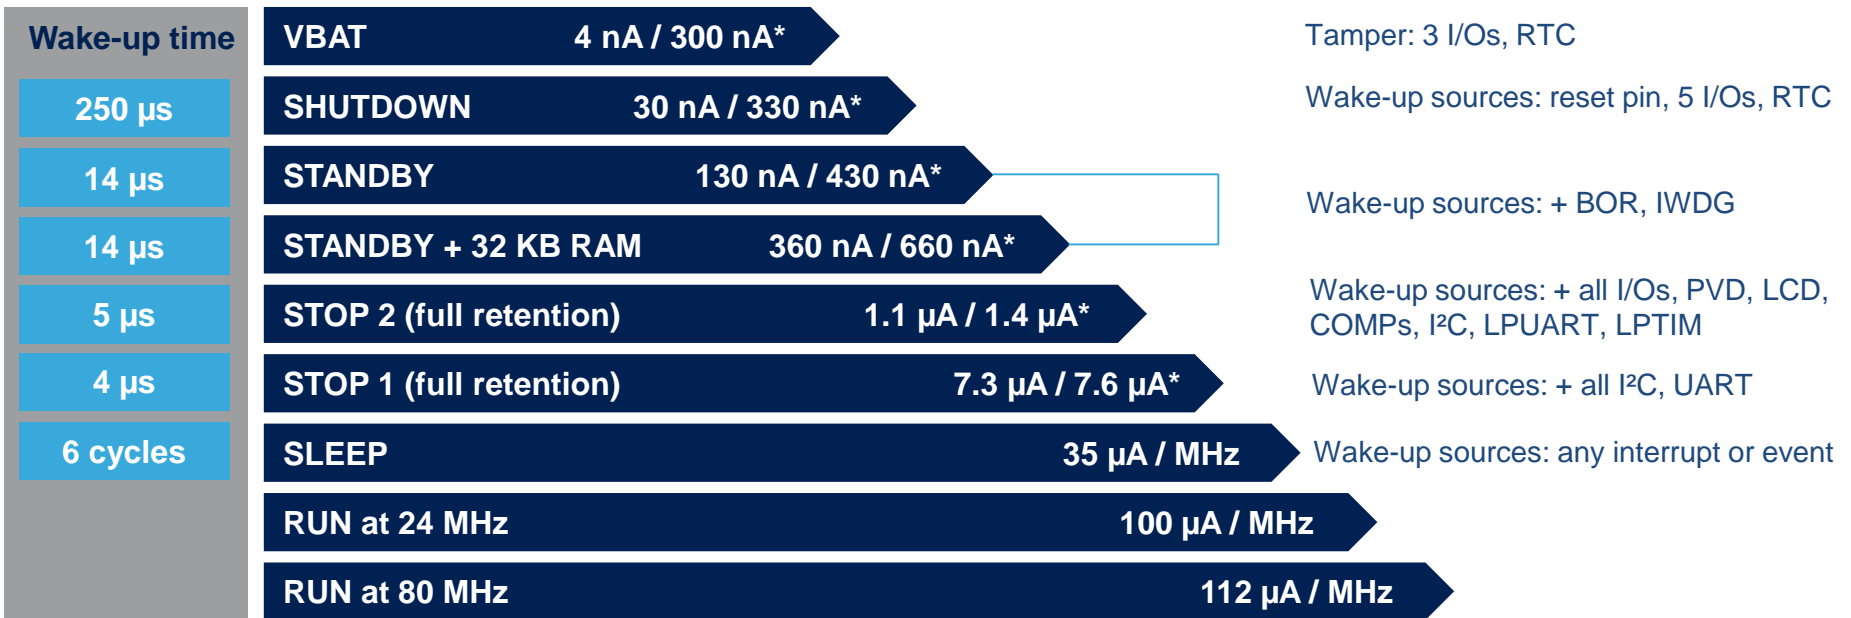 Wake-up time
VBAT 4 nA / 300 nA*
Tamper: 3 I/Os, RTC
250 µs
SHUTDOWN 30 nA / 330 nA*
Wake-up sources: reset pin, 5 I/Os, RTC
14 µs
STANDBY 130 nA / 430 nA*
Wake-up sources: + BOR, IWDG
14 µs
STANDBY + 32 KB RAM 360 nA / 660 nA*
5 µs
STOP 2 (full retention) 1.1 µA / 1.4 µA*
Wake-up sources: + all I/Os, PVD, LCD,
COMPs, I²C, LPUART, LPTIM
4 µs
STOP 1 (full retention) 7.3 µA / 7.6 µA*
Wake-up sources: + all I²C, UART
6 cycles
SLEEP 35 µA / MHz
Wake-up sources: any interrupt or event
RUN at 24 MHz 100 µA / MHz
RUN at 80 MHz 112 µA / MHz